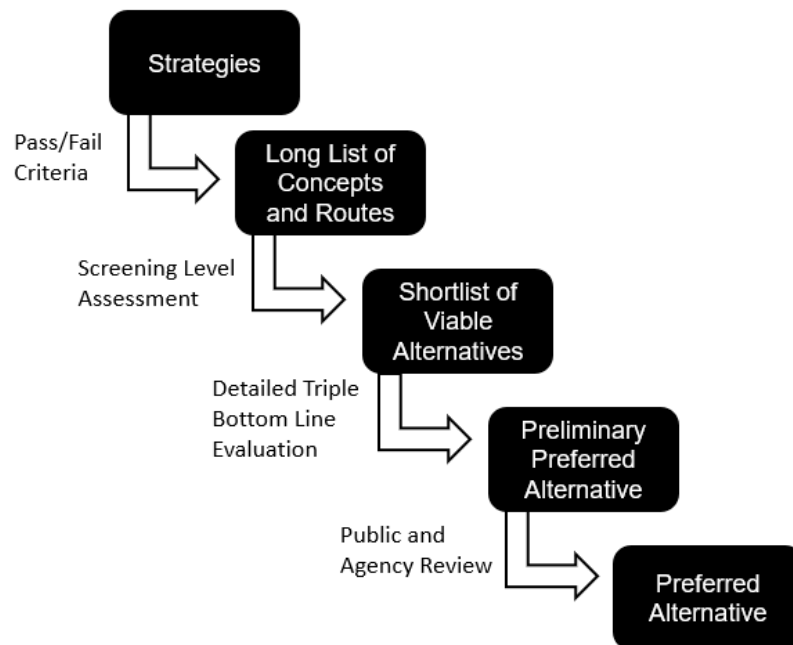 Strategies
Pass/Fail
Criteria
Long List of
Concepts
and Routes
Screening Level
Assessment
Shortlist of
Viable
Alternatives
Detailed Triple
Bottom Line
Evaluation
Preliminary
Preferred
Alternative
Public and
Agency Review
Preferred
Alternative